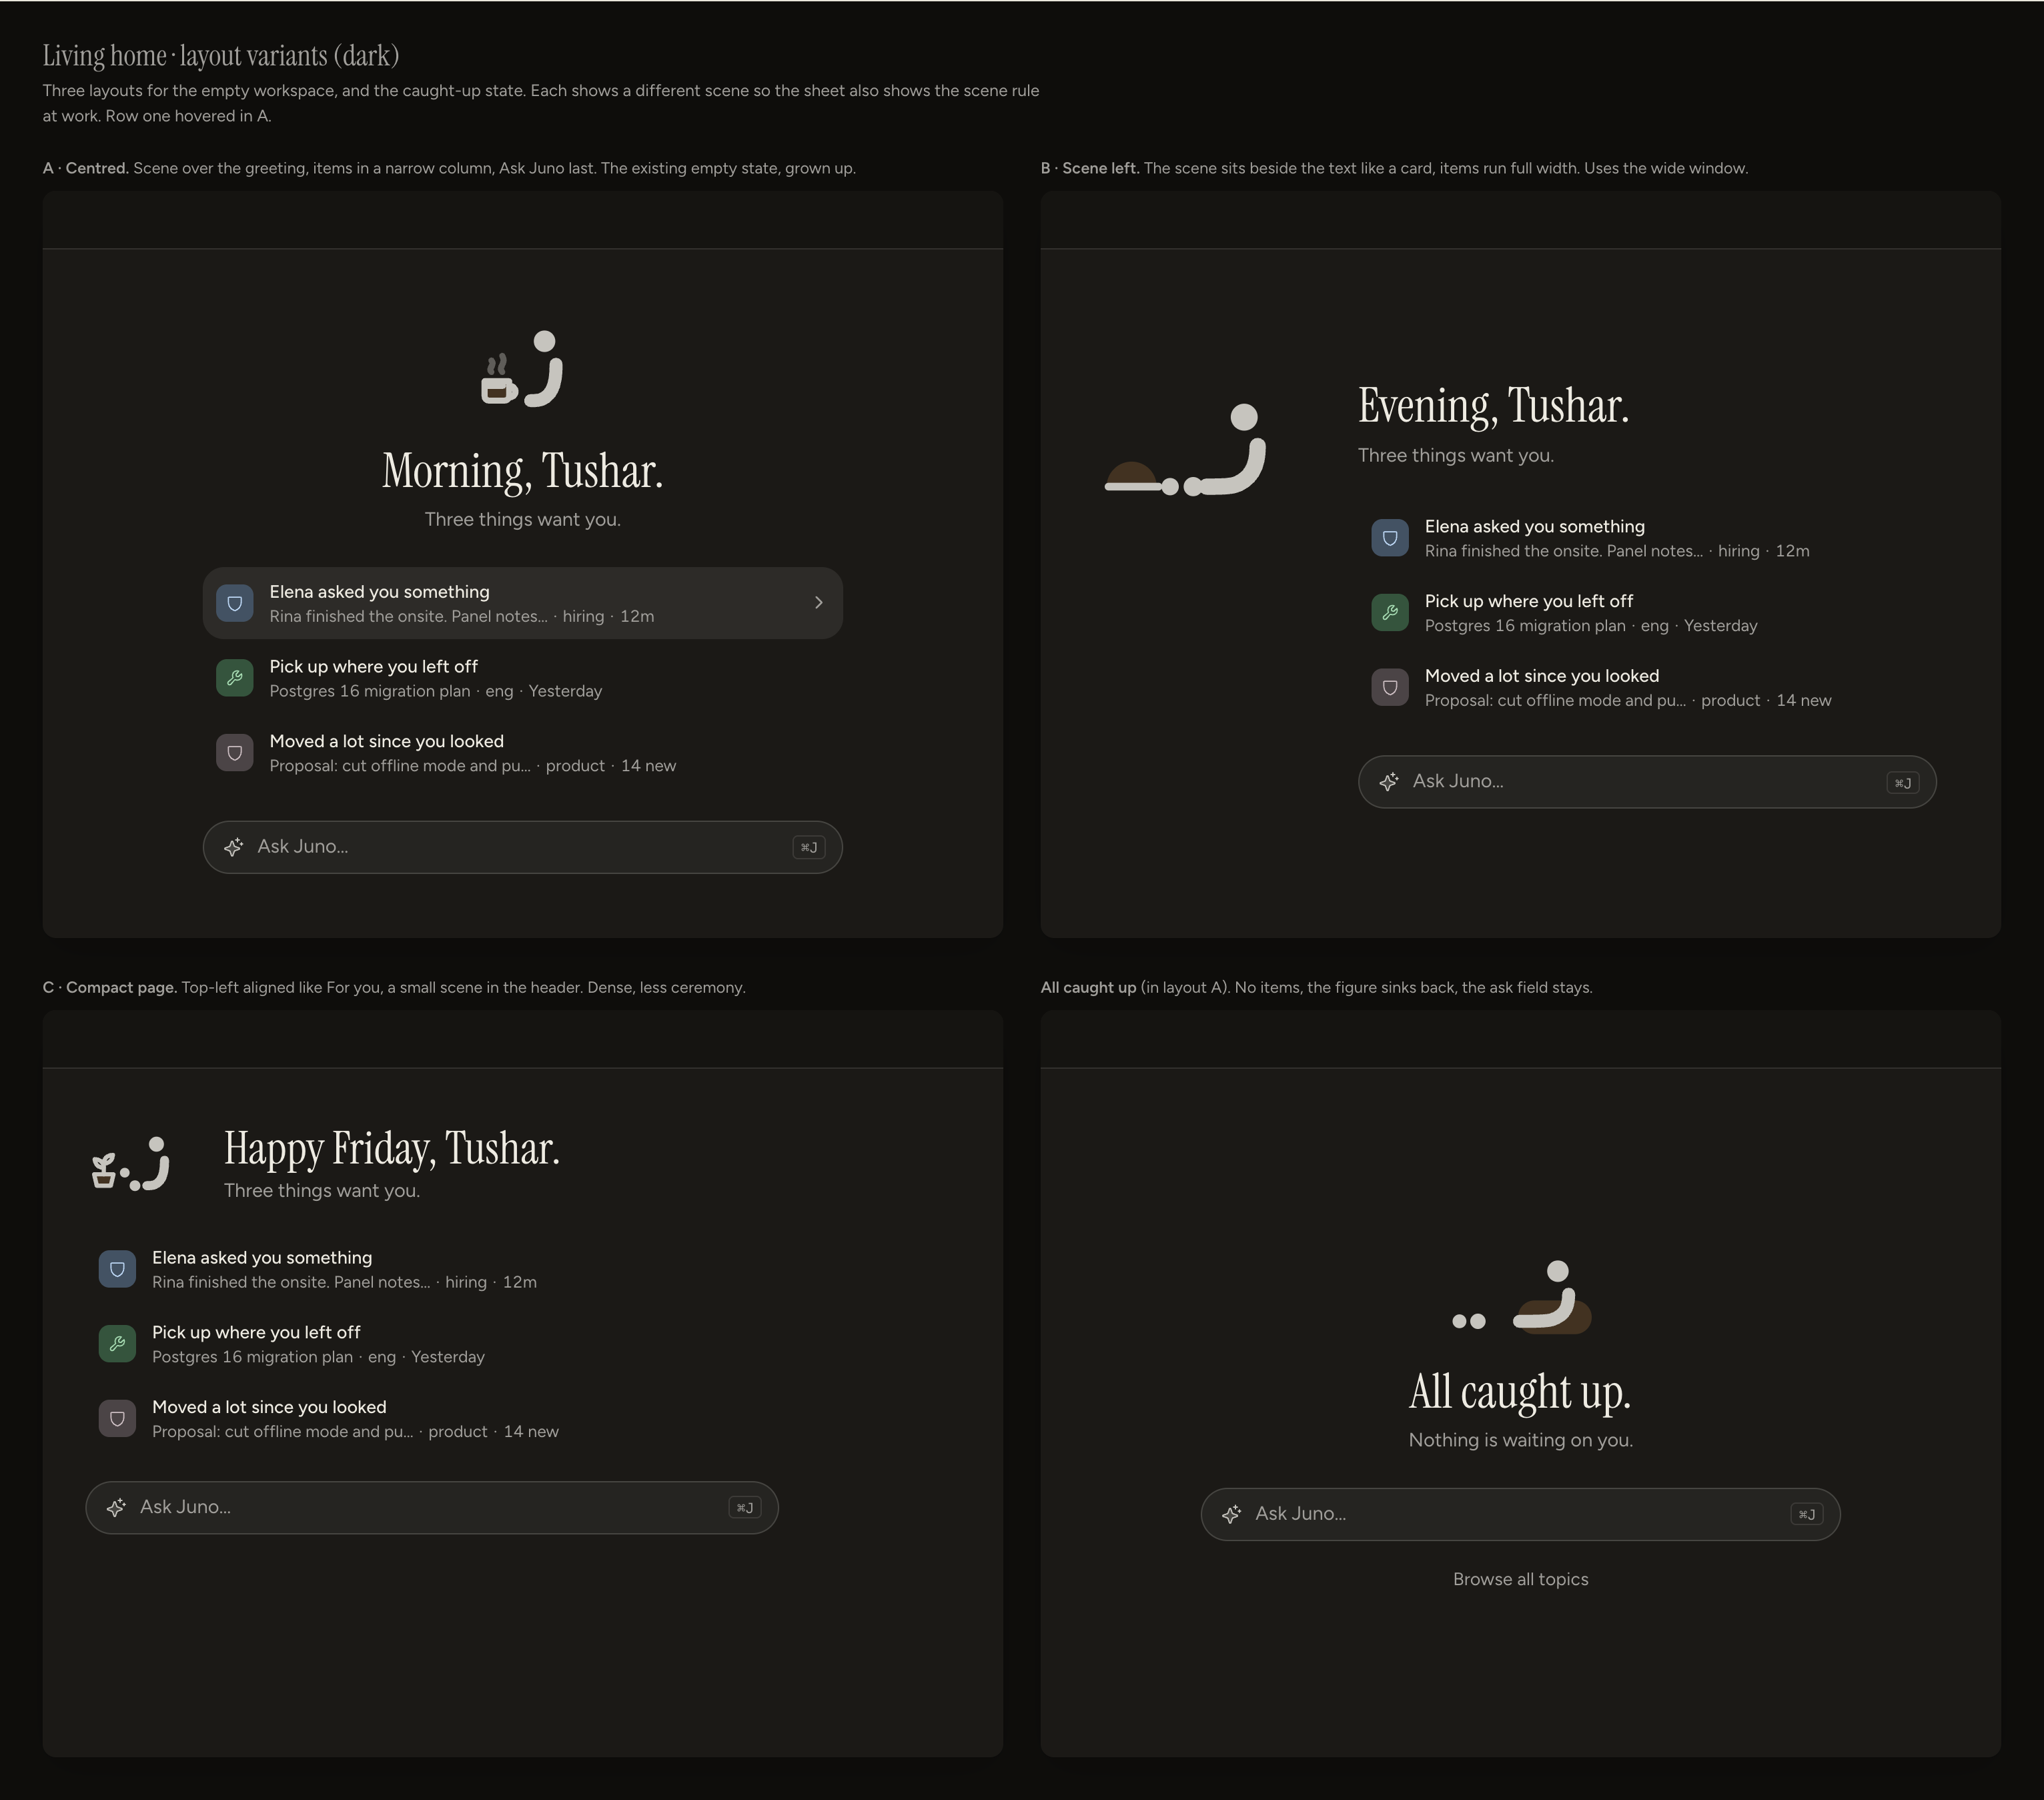 Living home · layout variants (dark)
Three layouts for the empty workspace, and the caught-up state. Each shows a different scene so the sheet also shows the scene rule
at work. Row one hovered in A.
A · Centred. Scene over the greeting, items in a narrow column, Ask Juno last. The existing empty state, grown up.
Morning, Tushar.
Three things want you.
Elena asked you something
Rina finished the onsite. Panel notes... · hiring · 12m
Pick up where you left off
Postgres 16 migration plan · eng · Yesterday
Moved a lot since you looked
Proposal: cut offline mode and pu... · product · 14 new
Ask Juno...
⌘J
B · Scene left. The scene sits beside the text like a card, items run full width. Uses the wide window.
Evening, Tushar.
Three things want you.
Elena asked you something
Rina finished the onsite. Panel notes... · hiring · 12m
Pick up where you left off
Postgres 16 migration plan · eng · Yesterday
Moved a lot since you looked
Proposal: cut offline mode and pu... · product · 14 new
Ask Juno...
⌘J
C · Compact page. Top-left aligned like For you, a small scene in the header. Dense, less ceremony.
Happy Friday, Tushar.
Three things want you.
Elena asked you something
Rina finished the onsite. Panel notes... · hiring · 12m
Pick up where you left off
Postgres 16 migration plan · eng · Yesterday
Moved a lot since you looked
Proposal: cut offline mode and pu... · product · 14 new
Ask Juno...
⌘J
All caught up (in layout A). No items, the figure sinks back, the ask field stays.
All caught up.
Nothing is waiting on you.
Ask Juno...
⌘J
Browse all topics